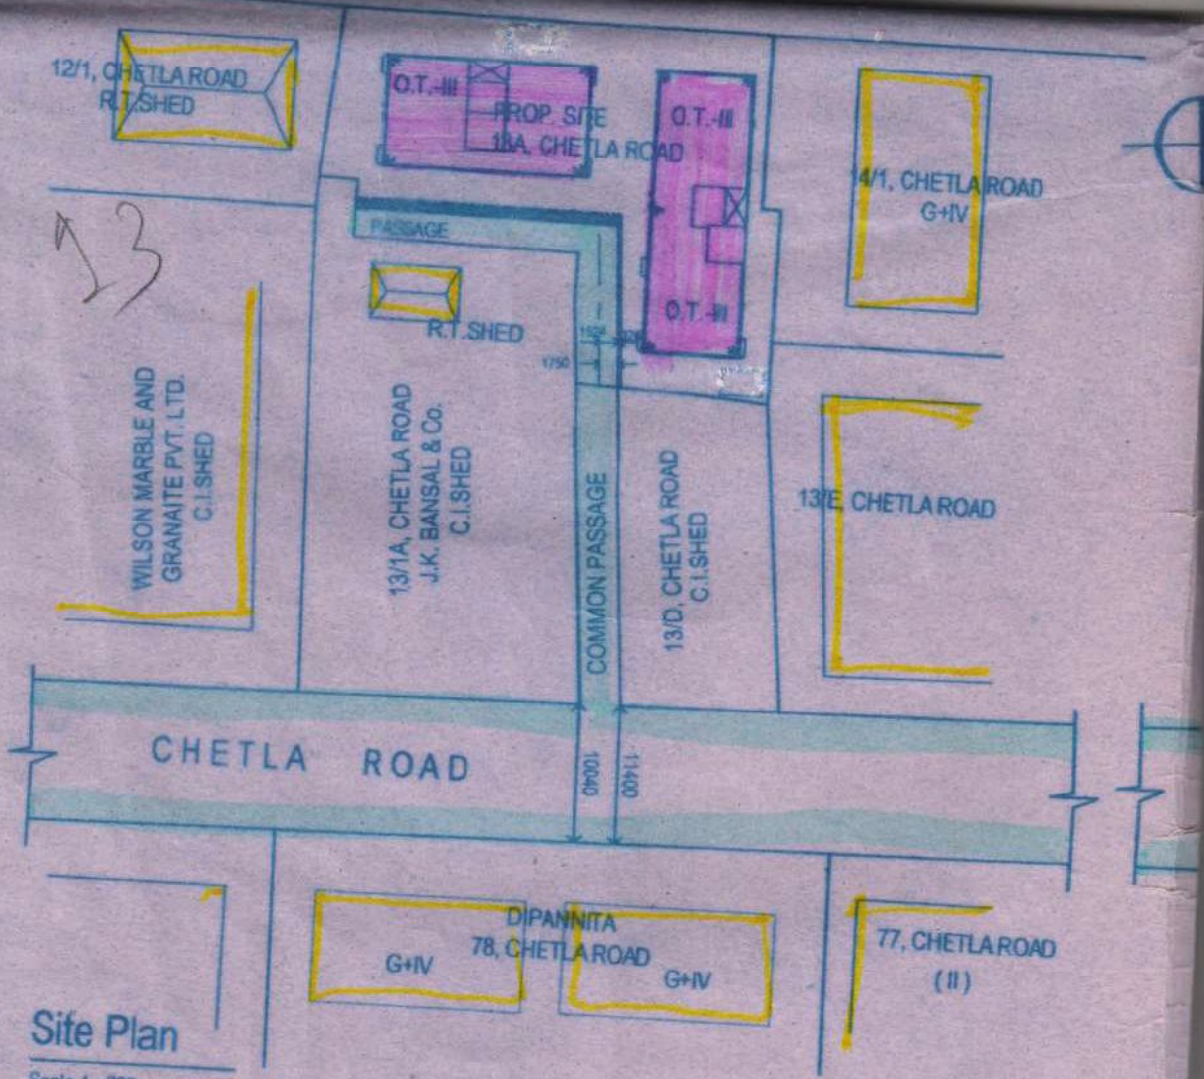 12/1, CHETLA ROAD
R.T.SHED
O.T.-III
PROP. SITE
13A, CHETLA ROAD
O.T.-III
O.T.-III
14/1, CHETLA ROAD
G+IV
PASSAGE
13
R.T.SHED
1750
WILSON MARBLE AND
GRANAITE PVT. LTD.
C.I.SHED
13/1A, CHETLA ROAD
J.K. BANSAL & Co.
C.I.SHED
COMMON PASSAGE
13/D, CHETLA ROAD
C.I.SHED
13/E, CHETLA ROAD
CHETLA ROAD
10040
11400
DIPANNITA
78, CHETLA ROAD
G+IV
G+IV
77, CHETLA ROAD
(II)
Site Plan